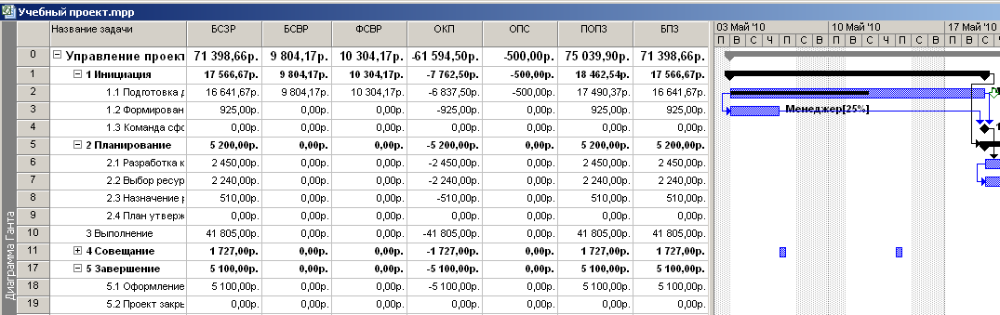 Учебный проект.mpp
Название задачи БСЗР БСВР ФСВР ОКП ОПС ПОПЗ БПЗ 03 Май '10 10 Май '10 17 Май '10
П В С Ч П С В П В С Ч П С В П В С
0 Управление проект 71 398,66р. 9 804,17р. 10 304,17р. -61 594,50р. -500,00р. 75 039,90р. 71 398,66р.
1 1 Инициация 17 566,67р. 9 804,17р. 10 304,17р. -7 762,50р. -500,00р. 18 462,54р. 17 566,67р.
2 1.1 Подготовка д 16 641,67р. 9 804,17р. 10 304,17р. -6 837,50р. -500,00р. 17 490,37р. 16 641,67р.
3 1.2 Формирован 925,00р. 0,00р. 0,00р. -925,00р. 0,00р. 925,00р. 925,00р. Менеджер[25%]
4 1.3 Команда сфо 0,00р. 0,00р. 0,00р. 0,00р. 0,00р. 0,00р. 0,00р.
5 2 Планирование 5 200,00р. 0,00р. 0,00р. -5 200,00р. 0,00р. 5 200,00р. 5 200,00р.
6 2.1 Разработка к 2 450,00р. 0,00р. 0,00р. -2 450,00р. 0,00р. 2 450,00р. 2 450,00р.
7 2.2 Выбор ресур 2 240,00р. 0,00р. 0,00р. -2 240,00р. 0,00р. 2 240,00р. 2 240,00р.
8 2.3 Назначение р 510,00р. 0,00р. 0,00р. -510,00р. 0,00р. 510,00р. 510,00р.
9 2.4 План утверж 0,00р. 0,00р. 0,00р. 0,00р. 0,00р. 0,00р. 0,00р.
10 3 Выполнение 41 805,00р. 0,00р. 0,00р. -41 805,00р. 0,00р. 41 805,00р. 41 805,00р.
11 4 Совещание 1 727,00р. 0,00р. 0,00р. -1 727,00р. 0,00р. 1 727,00р. 1 727,00р.
17 5 Завершение 5 100,00р. 0,00р. 0,00р. -5 100,00р. 0,00р. 5 100,00р. 5 100,00р.
18 5.1 Оформление 5 100,00р. 0,00р. 0,00р. -5 100,00р. 0,00р. 5 100,00р. 5 100,00р.
19 5.2 Проект закры 0,00р. 0,00р. 0,00р. 0,00р. 0,00р. 0,00р. 0,00р.
Диаграмма Ганта